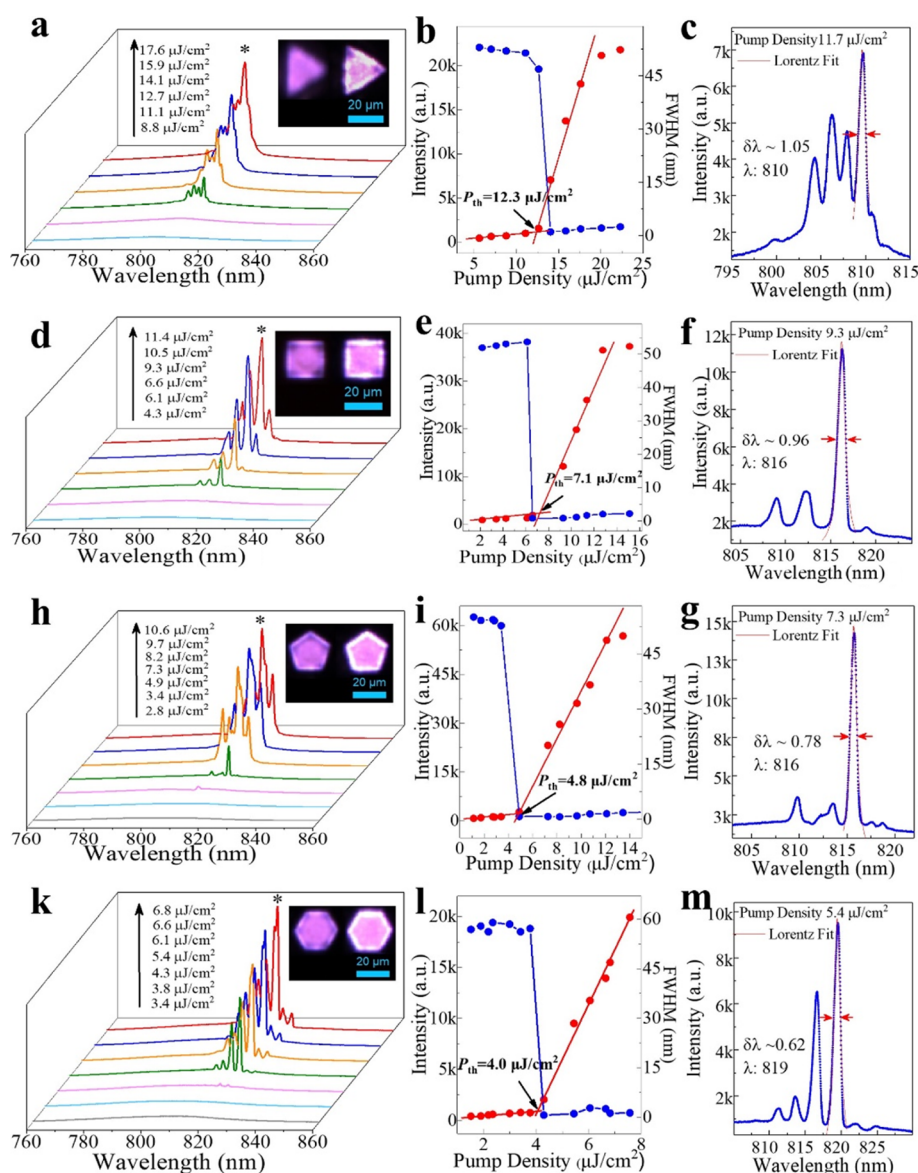 a
17.6 μJ/cm²
15.9 μJ/cm²
14.1 μJ/cm²
12.7 μJ/cm²
11.1 μJ/cm²
8.8 μJ/cm²
*
20 μm
760 780 800 820 840 860
Wavelength (nm)
b
20k
15k
10k
5k
0
Intensity (a.u.)
45
30
15
0
FWHM (nm)
Pth=12.3 μJ/cm²
5 10 15 20 25
Pump Density (μJ/cm²)
c
Pump Density11.7 μJ/cm²
Lorentz Fit
7k
6k
5k
4k
3k
2k
Intensity (a.u.)
δλ ~ 1.05
λ: 810
795 800 805 810 815
Wavelength (nm)
d
11.4 μJ/cm²
10.5 μJ/cm²
9.3 μJ/cm²
6.6 μJ/cm²
6.1 μJ/cm²
4.3 μJ/cm²
*
20 μm
760 780 800 820 840 860
Wavelength (nm)
e
40k
30k
20k
10k
0
Intensity (a.u.)
50
40
30
20
10
0
FWHM (nm)
Pth=7.1 μJ/cm²
0 2 4 6 8 10 12 14 16
Pump Density (μJ/cm²)
f
12k
Pump Density 9.3 μJ/cm²
Lorentz Fit
10k
8k
6k
4k
2k
Intensity (a.u.)
δλ ~ 0.96
λ: 816
805 810 815 820
Wavelength (nm)
h
10.6 μJ/cm²
9.7 μJ/cm²
8.2 μJ/cm²
7.3 μJ/cm²
4.9 μJ/cm²
3.4 μJ/cm²
2.8 μJ/cm²
*
20 μm
760 780 800 820 840 860
Wavelength (nm)
i
60k
45k
30k
15k
0
Intensity (a.u.)
50
40
30
20
10
0
FWHM (nm)
Pth=4.8 μJ/cm²
0 2 4 6 8 10 12 14
Pump Density (μJ/cm²)
g
Pump Density 7.3 μJ/cm²
Lorentz Fit
15k
13k
10k
8k
5k
3k
Intensity (a.u.)
δλ ~ 0.78
λ: 816
810 815 820
Wavelength (nm)
k
6.8 μJ/cm²
6.6 μJ/cm²
6.1 μJ/cm²
5.4 μJ/cm²
4.3 μJ/cm²
3.8 μJ/cm²
3.4 μJ/cm²
*
20 μm
760 780 800 820 840 860
Wavelength (nm)
l
20k
15k
10k
5k
0
Intensity (a.u.)
60
45
30
15
0
FWHM (nm)
Pth=4.0 μJ/cm²
2 3 4 5 6 7 8
Pump Density (μJ/cm²)
m
10k
Pump Density 5.4 μJ/cm²
Lorentz Fit
8k
6k
4k
2k
Intensity (a.u.)
δλ ~ 0.62
λ: 819
810 815 820 825
Wavelength (nm)